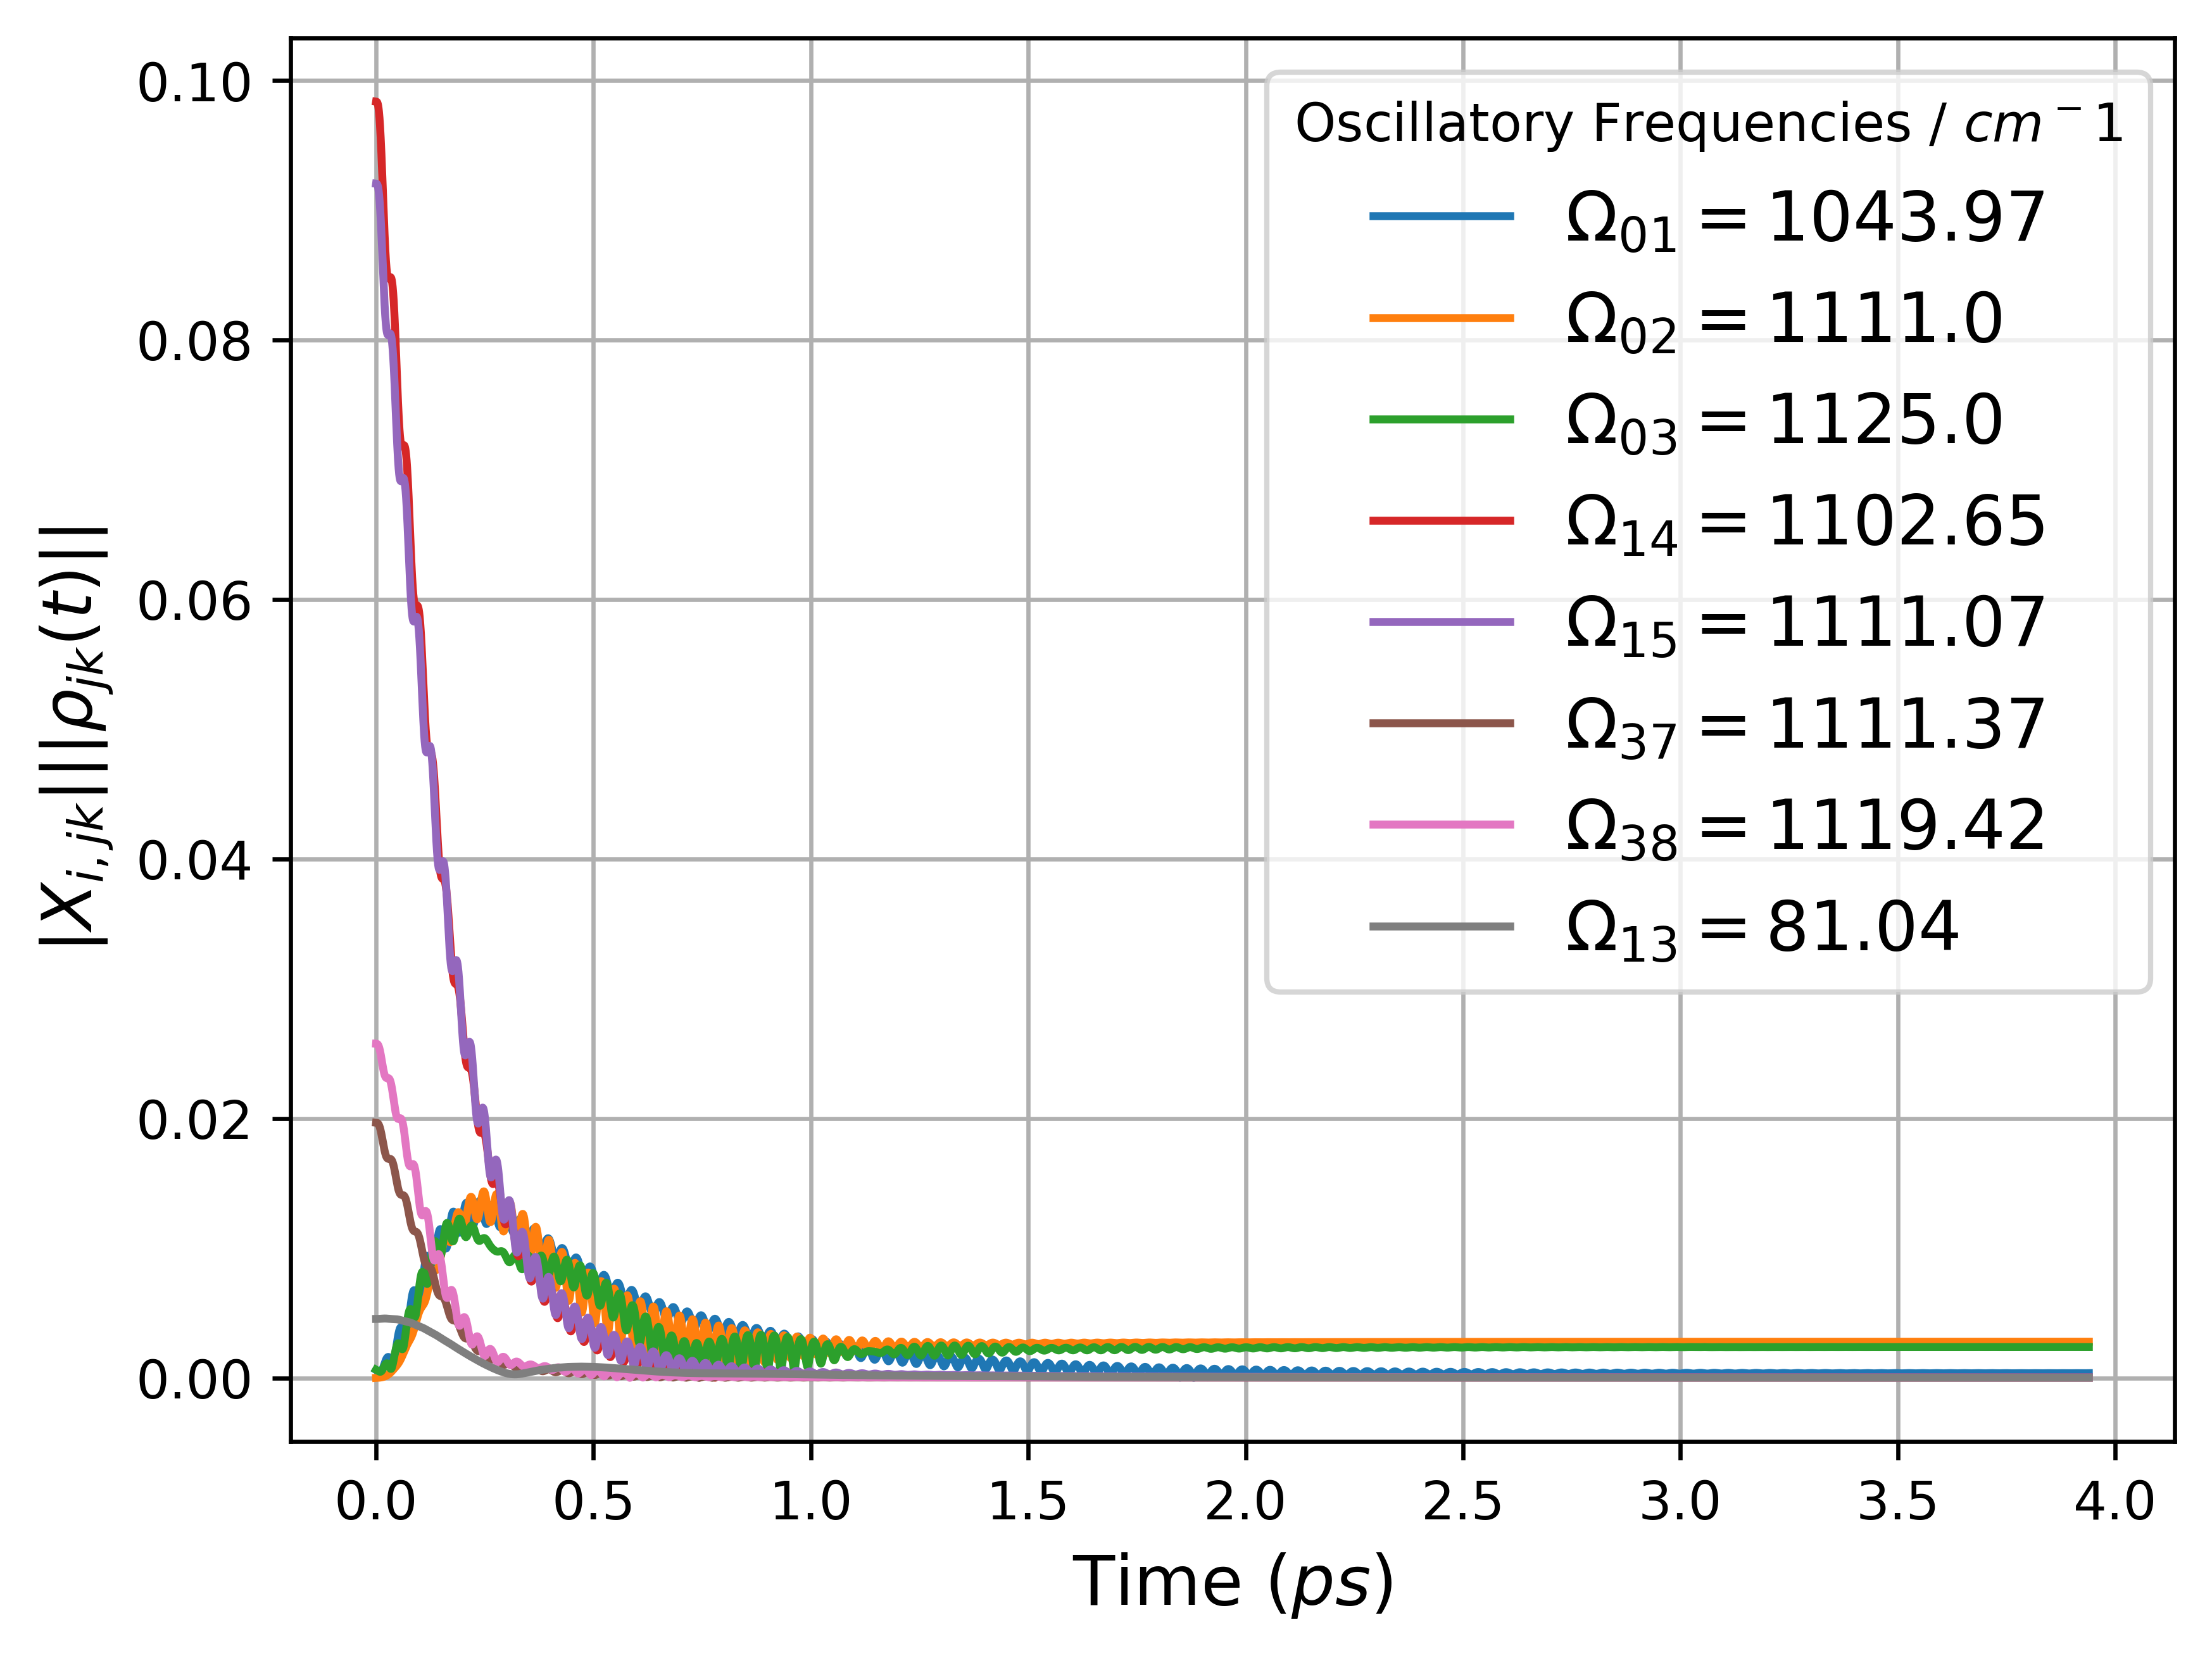 0.10
0.08
0.06
0.04
0.02
0.00
|X_{i,jk}||||ρ_{jk}(t)||
0.0 0.5 1.0 1.5 2.0 2.5 3.0 3.5 4.0
Time (ps)
Oscillatory Frequencies / cm⁻1
Ω₀₁ = 1043.97
Ω₀₂ = 1111.0
Ω₀₃ = 1125.0
Ω₁₄ = 1102.65
Ω₁₅ = 1111.07
Ω₃₇ = 1111.37
Ω₃₈ = 1119.42
Ω₁₃ = 81.04